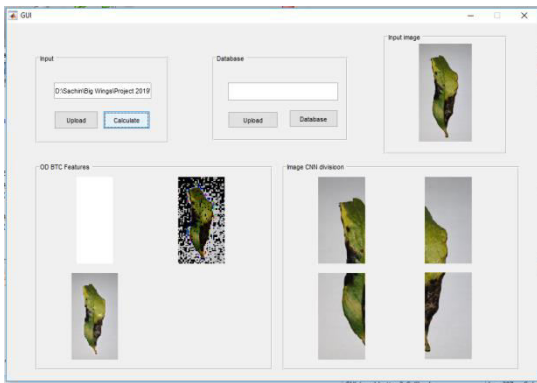 GUI
Input
D:\Sachin\Big Wings\Project 2019\
Upload
Calculate
Database
Upload
Database
Input image
OD BTC Features
Image CNN division